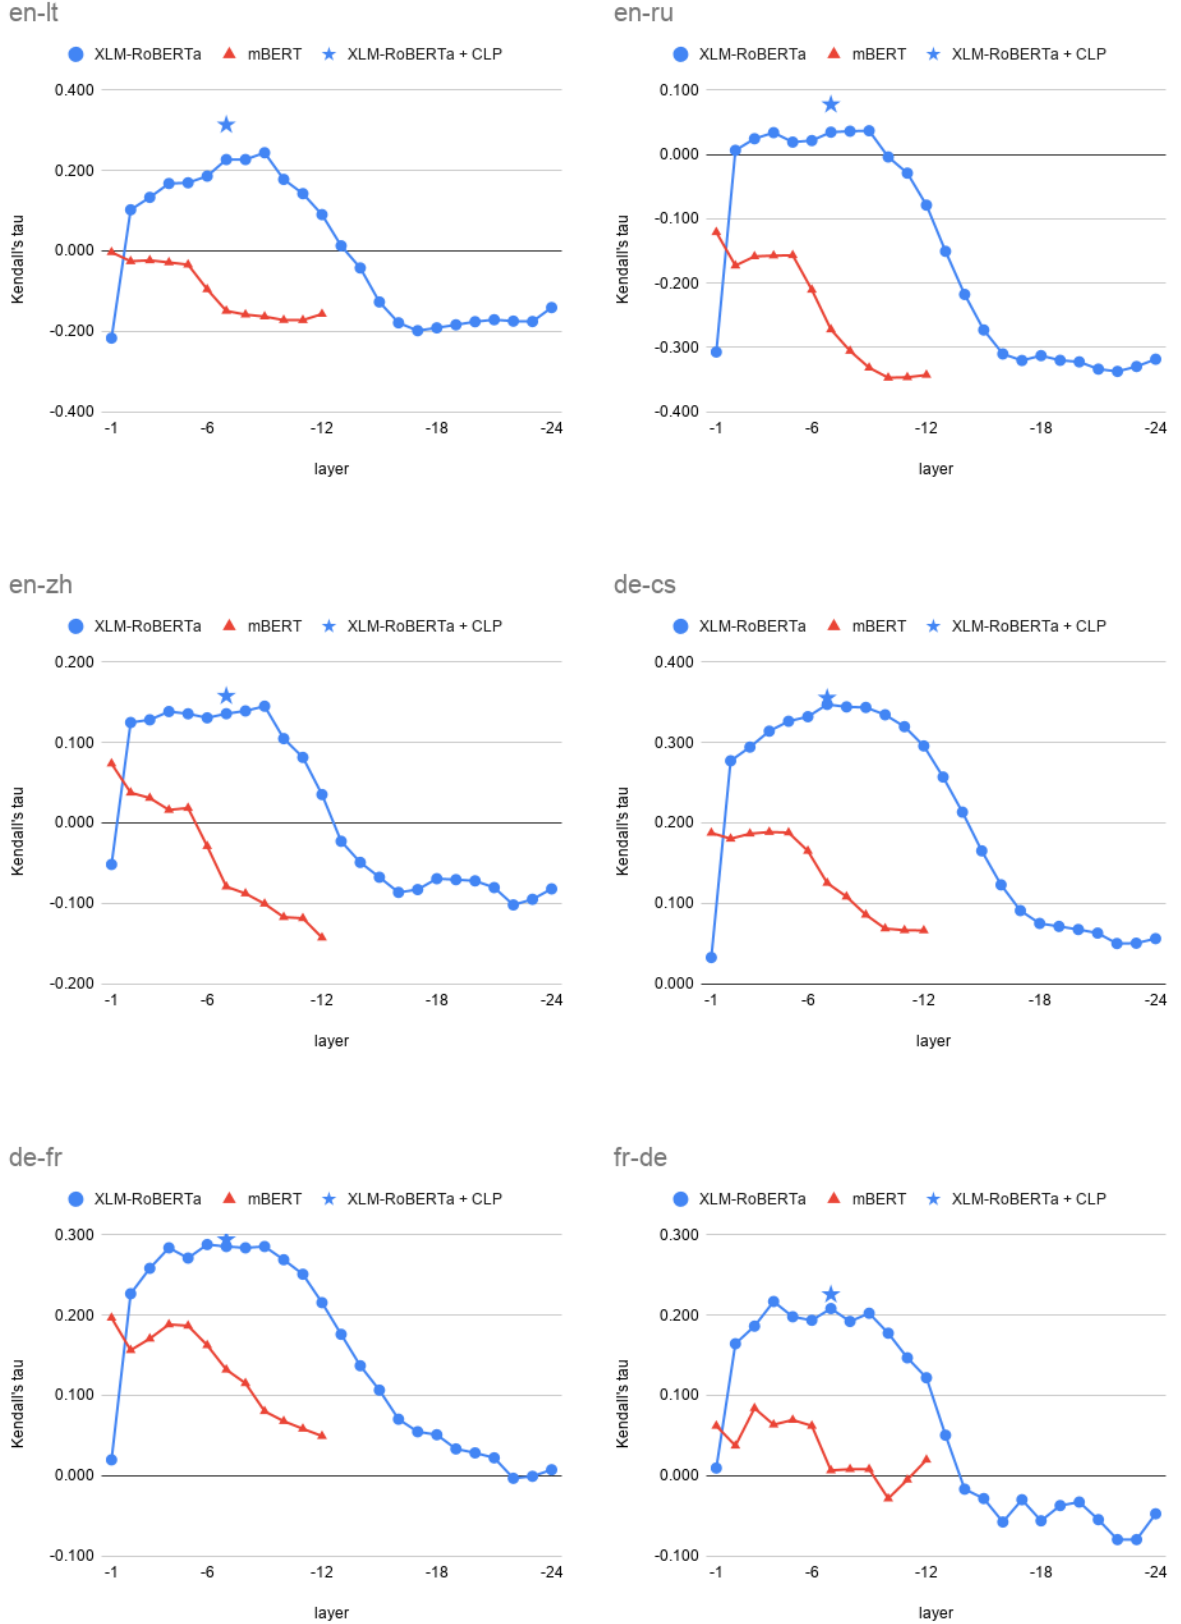 en-lt
XLM-RoBERTa mBERT XLM-RoBERTa + CLP
0.400
0.200
0.000
-0.200
-0.400
Kendall's tau
-1 -6 -12 -18 -24
layer
en-ru
XLM-RoBERTa mBERT XLM-RoBERTa + CLP
0.100
0.000
-0.100
-0.200
-0.300
-0.400
Kendall's tau
-1 -6 -12 -18 -24
layer
en-zh
XLM-RoBERTa mBERT XLM-RoBERTa + CLP
0.200
0.100
0.000
-0.100
-0.200
Kendall's tau
-1 -6 -12 -18 -24
layer
de-cs
XLM-RoBERTa mBERT XLM-RoBERTa + CLP
0.400
0.300
0.200
0.100
0.000
Kendall's tau
-1 -6 -12 -18 -24
layer
de-fr
XLM-RoBERTa mBERT XLM-RoBERTa + CLP
0.300
0.200
0.100
0.000
-0.100
Kendall's tau
-1 -6 -12 -18 -24
layer
fr-de
XLM-RoBERTa mBERT XLM-RoBERTa + CLP
0.300
0.200
0.100
0.000
-0.100
Kendall's tau
-1 -6 -12 -18 -24
layer